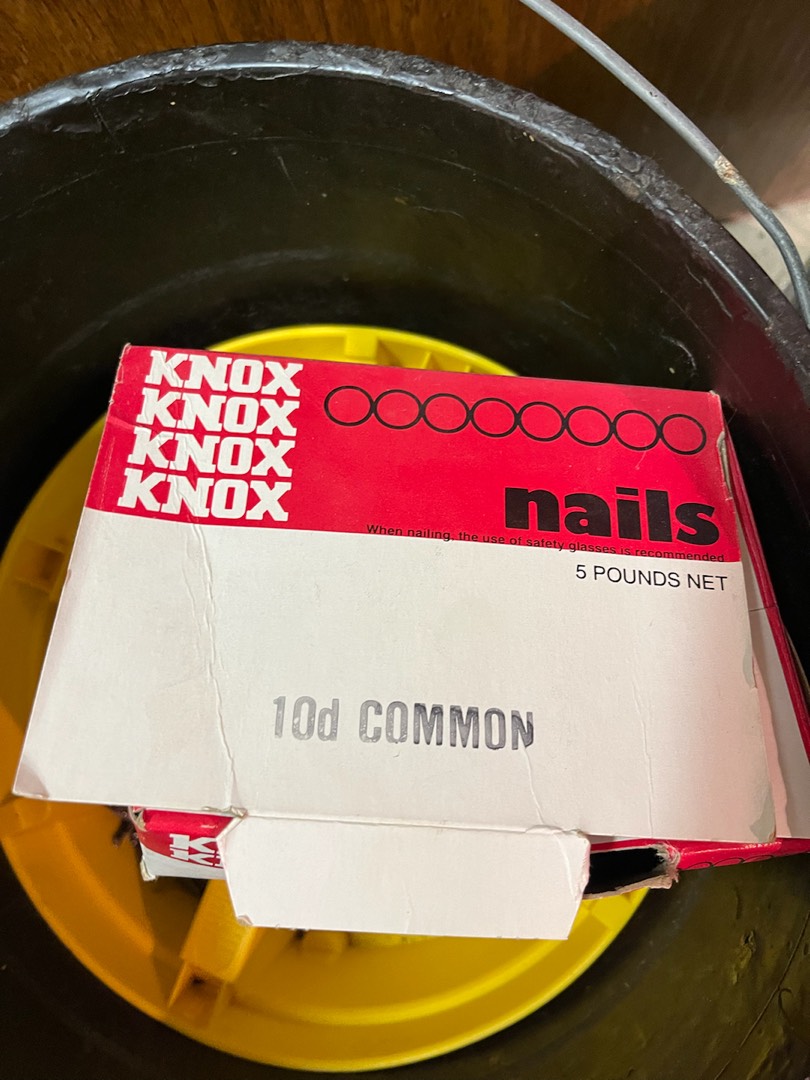 KNOX
KNOX
KNOX
KNOX
nails
When nailing, the use of safety glasses is recommended
5 POUNDS NET
10d COMMON